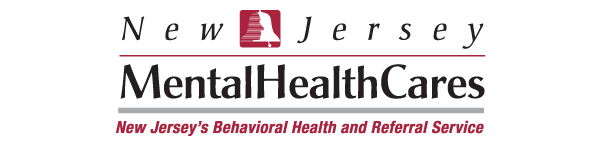 New Jersey
MentalHealthCares
New Jersey's Behavioral Health and Referral Service